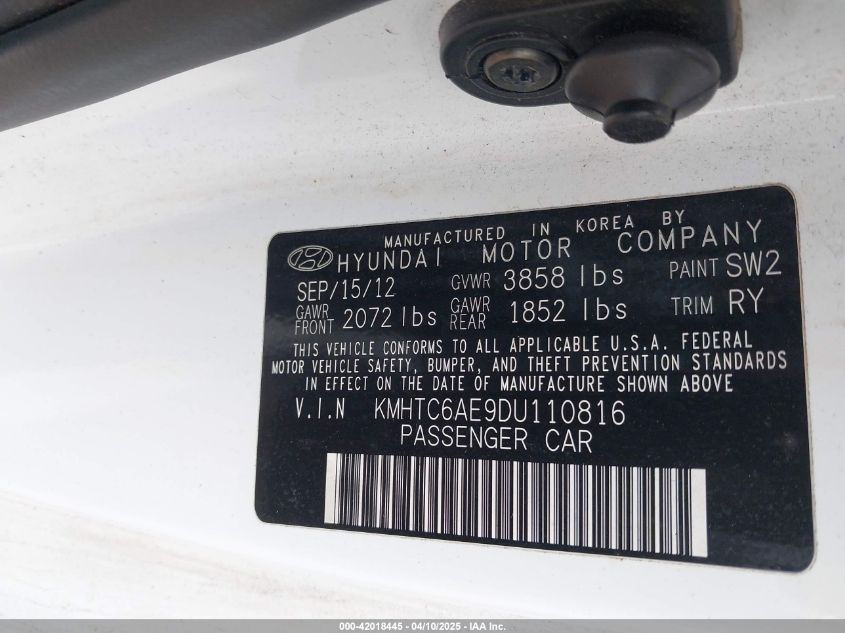 MANUFACTURED IN KOREA BY
HYUNDAI MOTOR COMPANY
SEP/15/12 GVWR 3858 lbs PAINT SW2
GAWR FRONT 2072 lbs GAWR REAR 1852 lbs TRIM RY
THIS VEHICLE CONFORMS TO ALL APPLICABLE U.S.A. FEDERAL
MOTOR VEHICLE SAFETY, BUMPER, AND THEFT PREVENTION STANDARDS
IN EFFECT ON THE DATE OF MANUFACTURE SHOWN ABOVE
V.I.N KMHTC6AE9DU110816
PASSENGER CAR
000-42018445 - 04/10/2025 - IAA Inc.